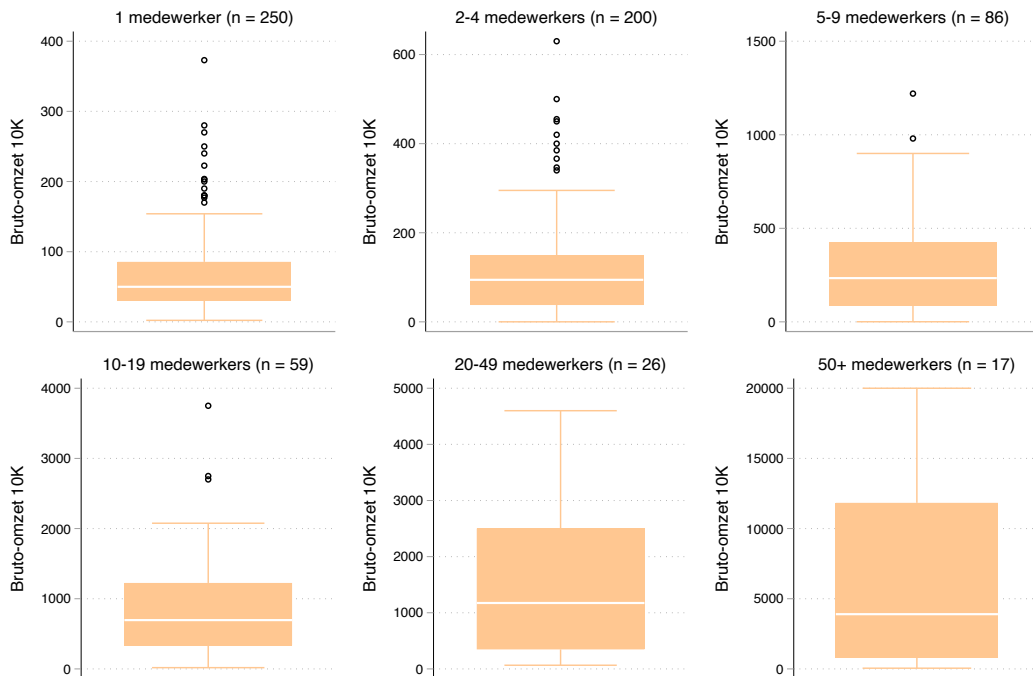 1 medewerker (n = 250)
Bruto-omzet 10K
400
300
200
100
0
2-4 medewerkers (n = 200)
Bruto-omzet 10K
600
400
200
0
5-9 medewerkers (n = 86)
Bruto-omzet 10K
1500
1000
500
0
10-19 medewerkers (n = 59)
Bruto-omzet 10K
4000
3000
2000
1000
0
20-49 medewerkers (n = 26)
Bruto-omzet 10K
5000
4000
3000
2000
1000
0
50+ medewerkers (n = 17)
Bruto-omzet 10K
20000
15000
10000
5000
0